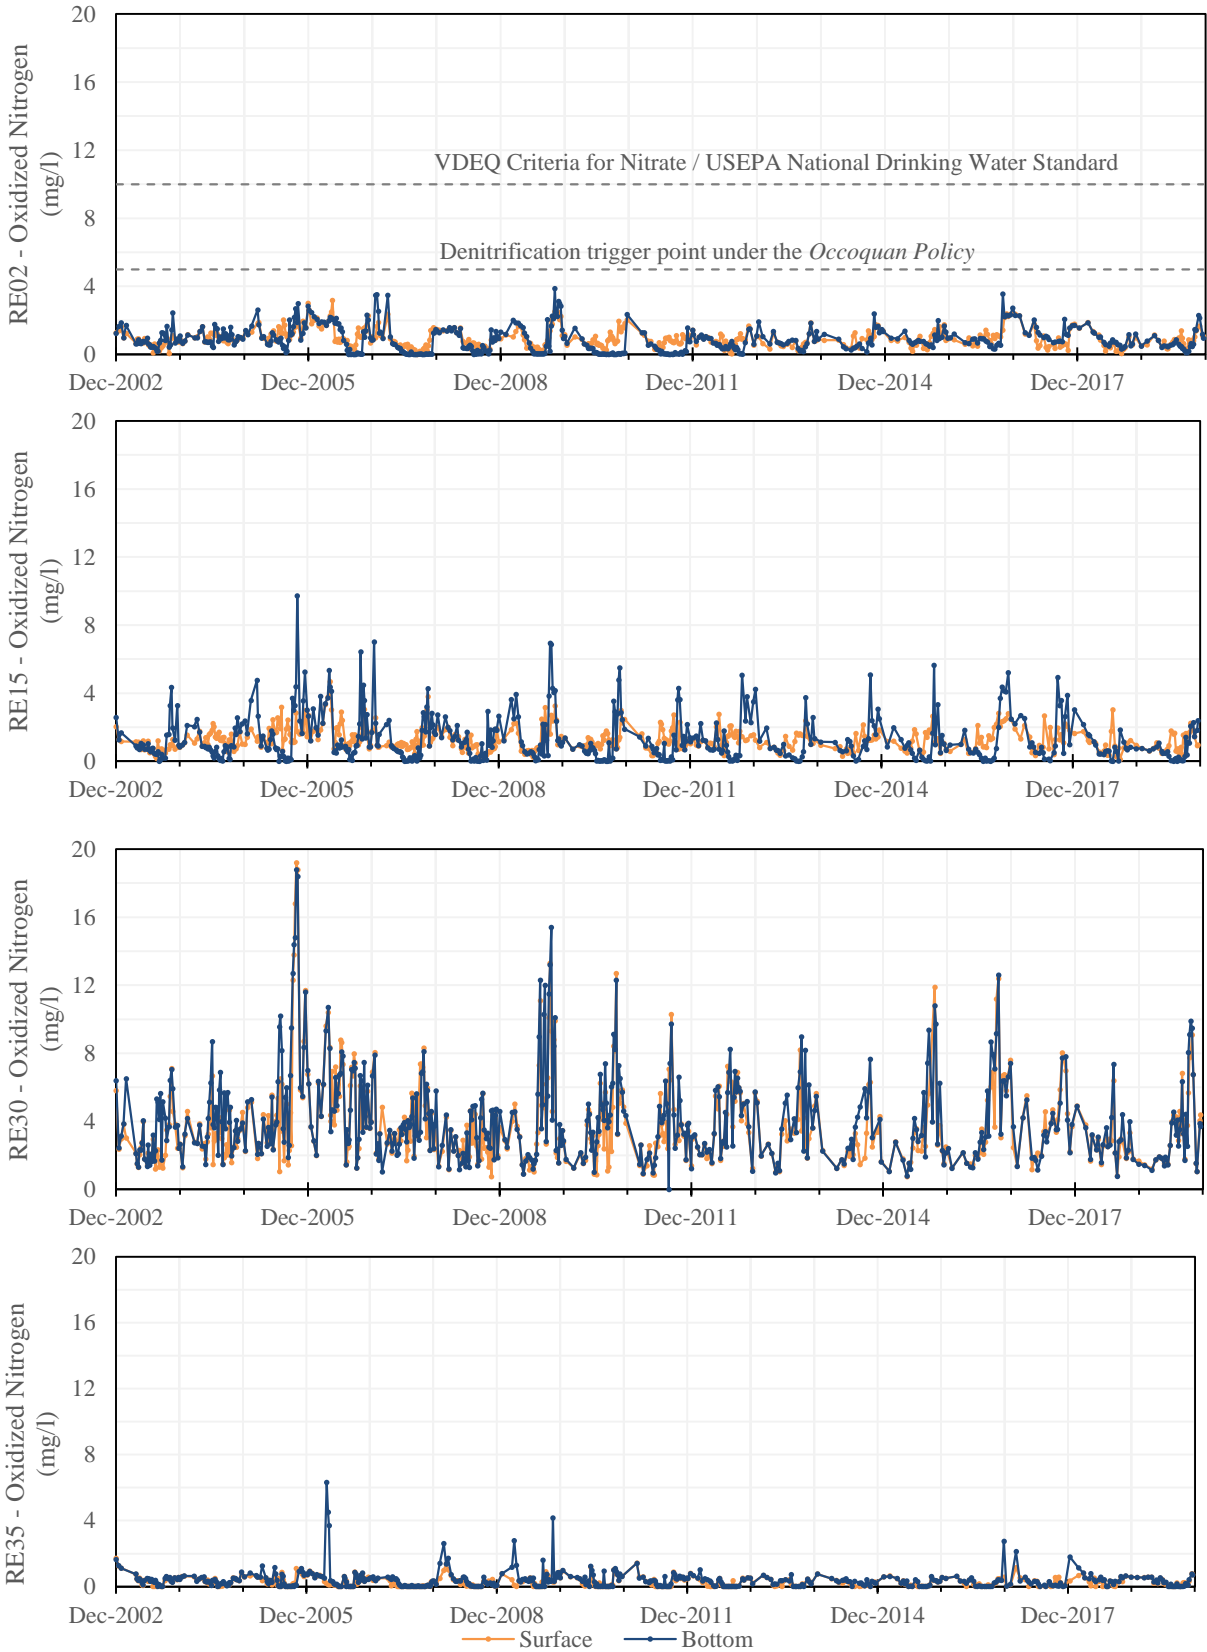 RE02 - Oxidized Nitrogen
(mg/l)
20
16
12
8
4
0
VDEQ Criteria for Nitrate / USEPA National Drinking Water Standard
Denitrification trigger point under the Occoquan Policy
Dec-2002 Dec-2005 Dec-2008 Dec-2011 Dec-2014 Dec-2017
RE15 - Oxidized Nitrogen
(mg/l)
20
16
12
8
4
0
Dec-2002 Dec-2005 Dec-2008 Dec-2011 Dec-2014 Dec-2017
RE30 - Oxidized Nitrogen
(mg/l)
20
16
12
8
4
0
Dec-2002 Dec-2005 Dec-2008 Dec-2011 Dec-2014 Dec-2017
RE35 - Oxidized Nitrogen
(mg/l)
20
16
12
8
4
0
Dec-2002 Dec-2005 Dec-2008 Dec-2011 Dec-2014 Dec-2017
Surface Bottom